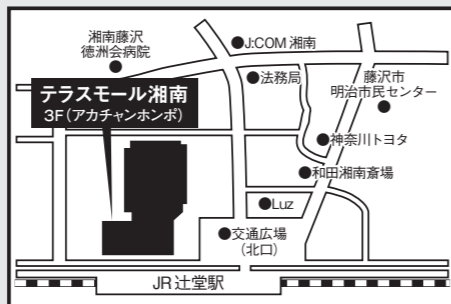 湘南藤沢
徳洲会病院
J:COM 湘南
法務局
藤沢市
明治市民センター
テラスモール湘南
3F（アカチャンホンポ）
神奈川トヨタ
和田湘南斎場
Luz
交通広場
（北口）
JR 辻堂駅